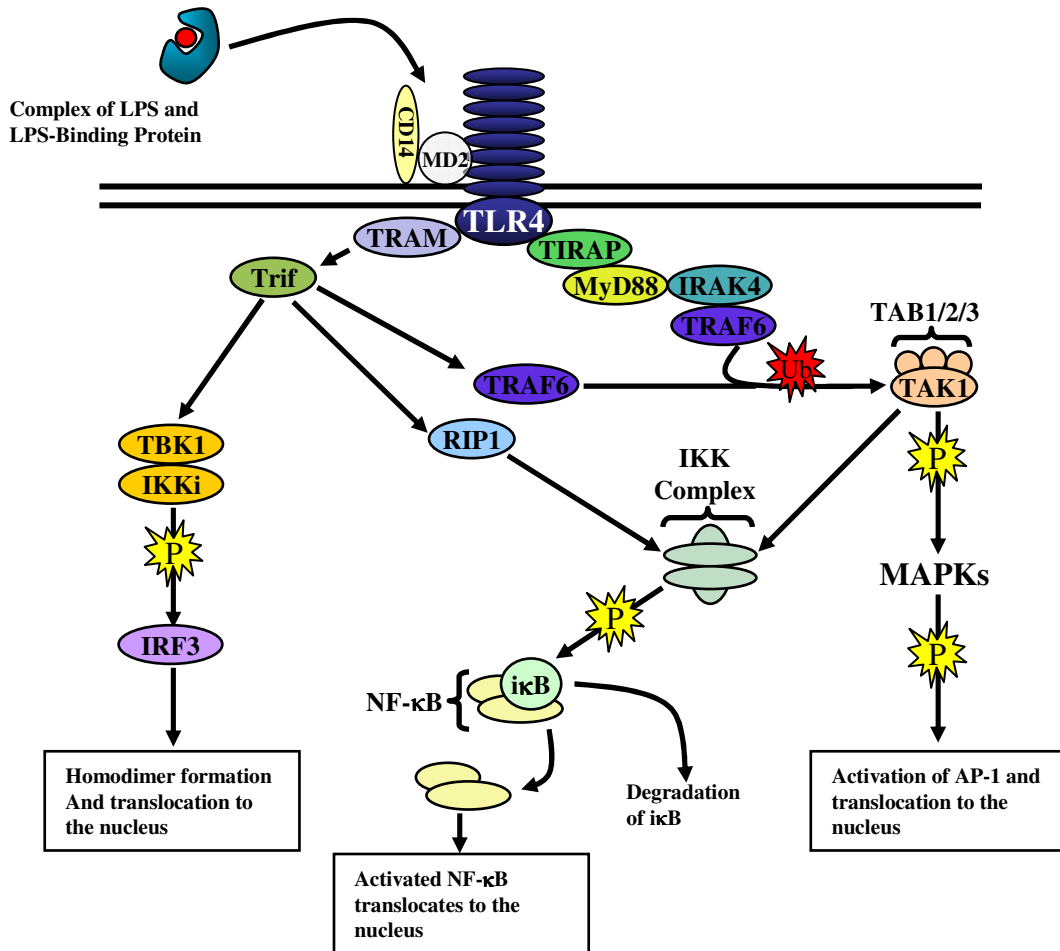 Complex of LPS and
LPS-Binding Protein
CD14
MD2
TLR4
TRAM
TIRAP
Trif
MyD88
IRAK4
TRAF6
TAB1/2/3
Ub
TRAF6
TAK1
TBK1
IKKi
RIP1
IKK
Complex
P
P
MAPKs
P
P
IRF3
iκB
NF-κB
Homodimer formation
And translocation to
the nucleus
Degradation
of iκB
Activation of AP-1 and
translocation to the
nucleus
Activated NF-κB
translocates to the
nucleus